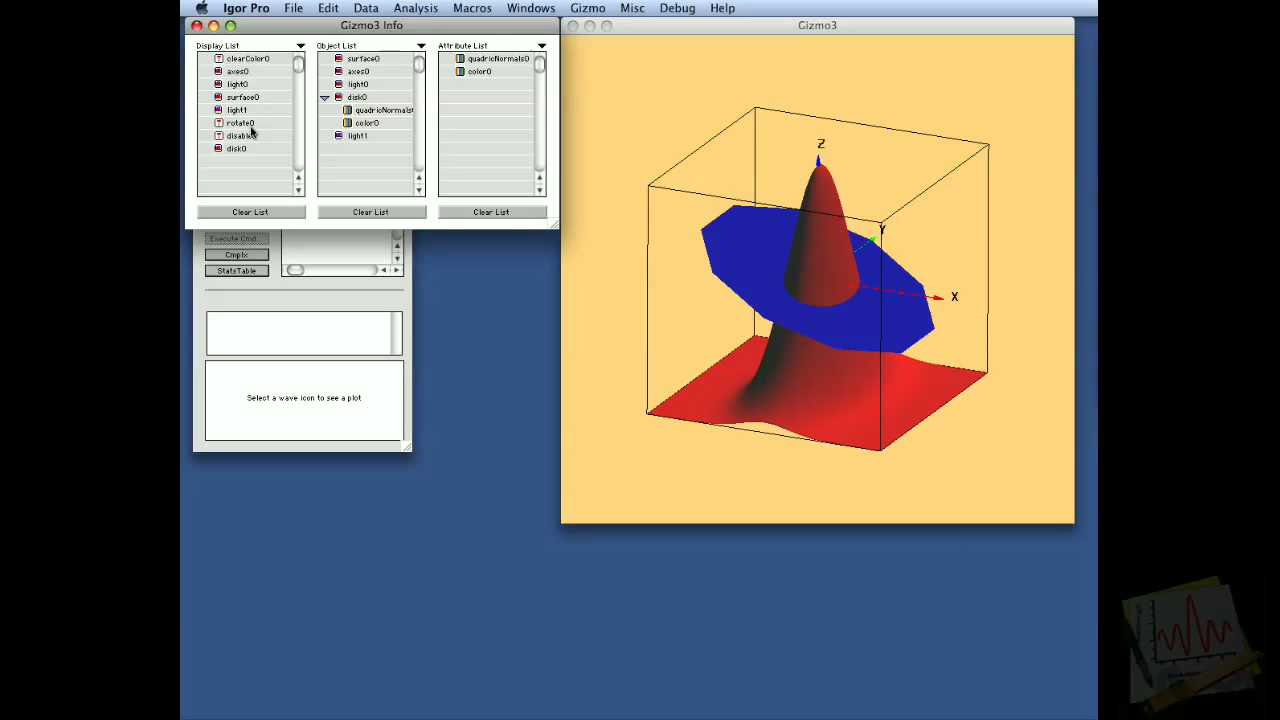 Igor Pro File Edit Data Analysis Macros Windows Gizmo Misc Debug Help
Gizmo3 Info
Display List
clearColor0
axes0
light0
surface0
light1
rotate0
disk0
Clear List
Object List
surface0
axes0
light0
disk0
color0
light1
Clear List
Attribute List
quadricNormals0
color0
Clear List
Execute Cmd
Cmplx
StatsTable
Select a wave icon to see a plot
Gizmo3
Z
Y
X